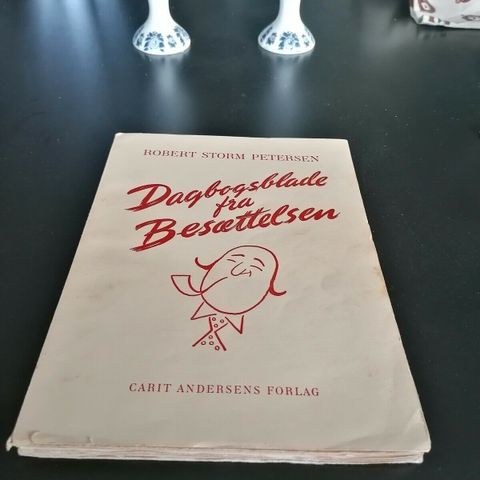 ROBERT STORM PETERSEN
Dagbogsblade
fra
Besættelsen
CARIT ANDERSENS FORLAG